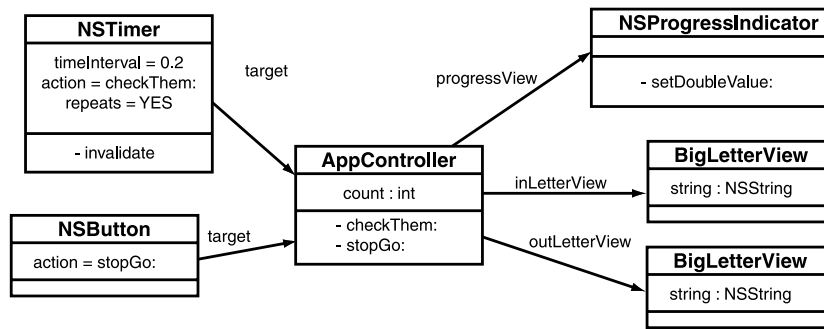 NSTimer
timeInterval = 0.2
action = checkThem:
repeats = YES
- invalidate
target
NSButton
action = stopGo:
target
AppController
count : int
- checkThem:
- stopGo:
progressView
NSProgressIndicator
- setDoubleValue:
inLetterView
BigLetterView
string : NSString
outLetterView
BigLetterView
string : NSString